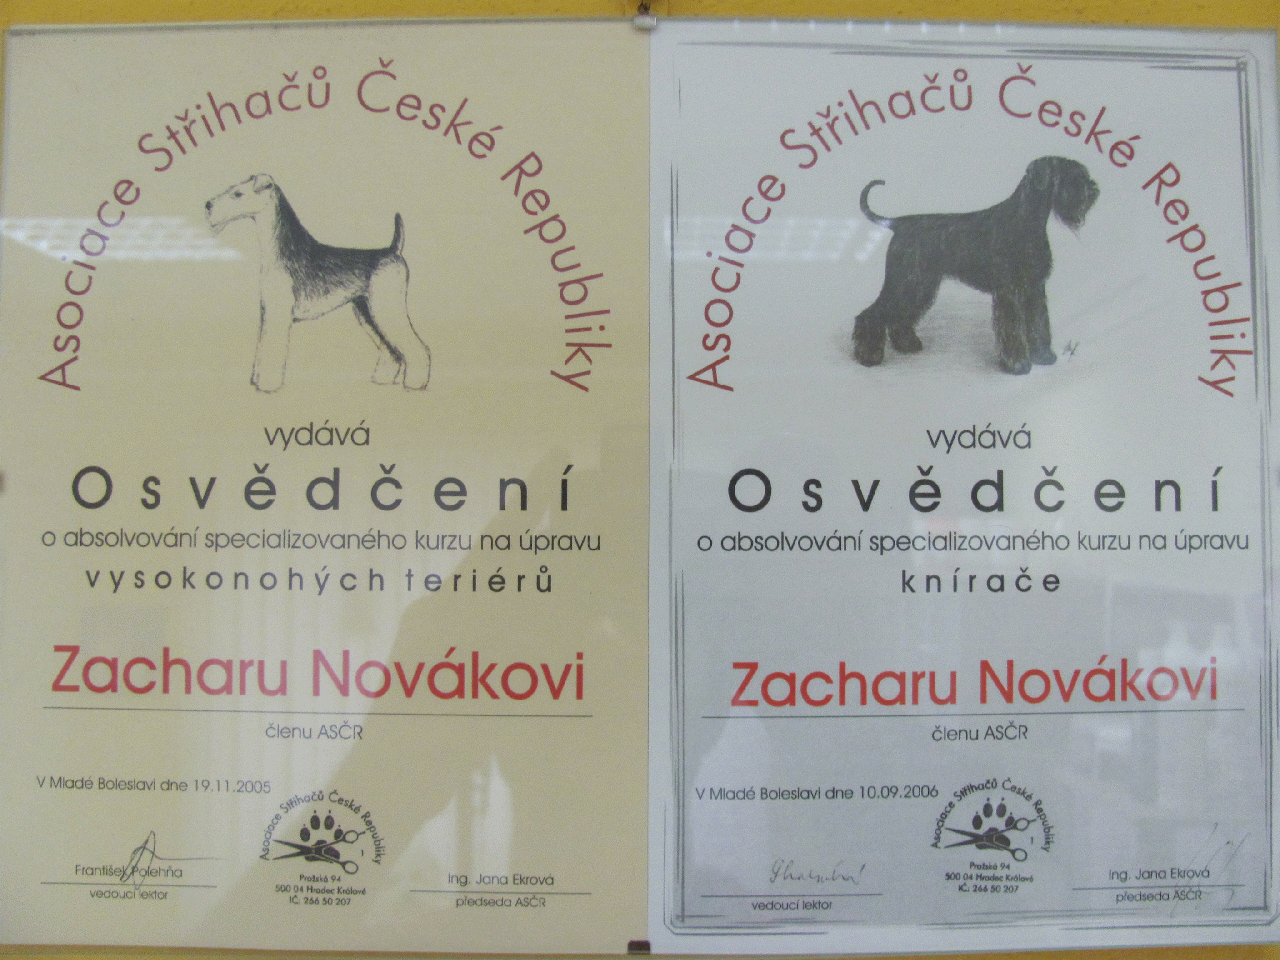 Asociace Střihačů České Republiky
vydává
Osvědčení
o absolvování specializovaného kurzu na úpravu
vysokonohých teriérů
Zacharu Novákovi
členu ASČR
V Mladé Boleslavi dne 19.11.2005
Asociace Střihačů České Republiky
Pražská 94
500 04 Hradec Králové
IČ. 266 50 207
František Polehňa
vedoucí lektor
Ing. Jana Ekrová
předseda ASČR
Asociace Střihačů České Republiky
vydává
Osvědčení
o absolvování specializovaného kurzu na úpravu
knírače
Zacharu Novákovi
členu ASČR
V Mladé Boleslavi dne 10.09.2006
Asociace Střihačů České Republiky
Pražská 94
500 04 Hradec Králové
IČ. 266 50 207
vedoucí lektor
Ing. Jana Ekrová
předseda ASČR